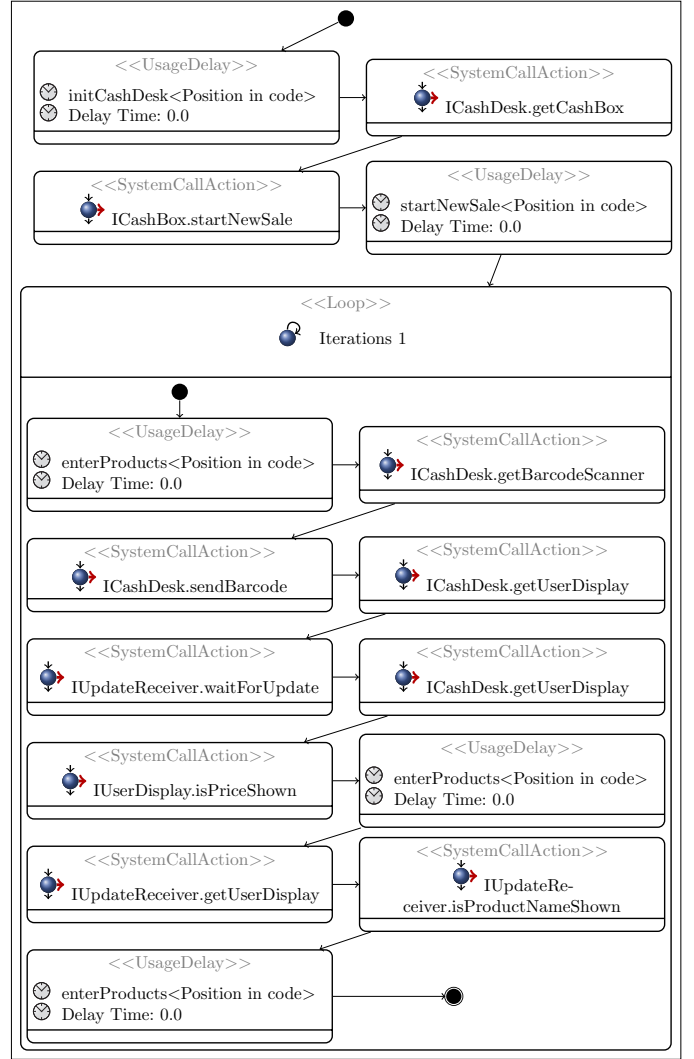 <<UsageDelay>>
initCashDesk<Position in code>
Delay Time: 0.0
<<SystemCallAction>>
ICashDesk.getCashBox
<<SystemCallAction>>
ICashBox.startNewSale
<<UsageDelay>>
startNewSale<Position in code>
Delay Time: 0.0
<<Loop>>
Iterations 1
<<UsageDelay>>
enterProducts<Position in code>
Delay Time: 0.0
<<SystemCallAction>>
ICashDesk.getBarcodeScanner
<<SystemCallAction>>
ICashDesk.sendBarcode
<<SystemCallAction>>
ICashDesk.getUserDisplay
<<SystemCallAction>>
IUpdateReceiver.waitForUpdate
<<SystemCallAction>>
ICashDesk.getUserDisplay
<<SystemCallAction>>
IUserDisplay.isPriceShown
<<UsageDelay>>
enterProducts<Position in code>
Delay Time: 0.0
<<SystemCallAction>>
IUpdateReceiver.getUserDisplay
<<SystemCallAction>>
IUpdateRe-
ceiver.isProductNameShown
<<UsageDelay>>
enterProducts<Position in code>
Delay Time: 0.0